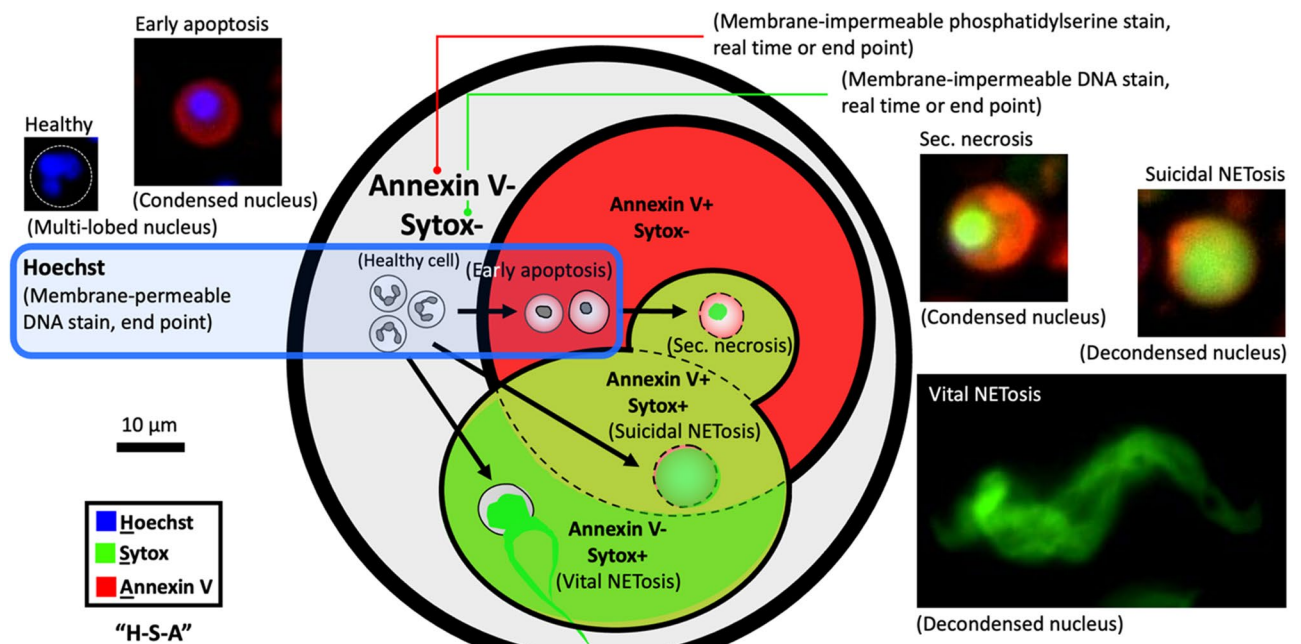 Early apoptosis
(Condensed nucleus)
Healthy
(Multi-lobed nucleus)
(Membrane-impermeable phosphatidylserine stain,
real time or end point)
(Membrane-impermeable DNA stain,
real time or end point)
Annexin V-
Sytox-
(Healthy cell)
Annexin V+
Sytox-
(Early apoptosis)
Hoechst
(Membrane-permeable
DNA stain, end point)
(Sec. necrosis)
Annexin V+
Sytox+
(Suicidal NETosis)
Annexin V-
Sytox+
(Vital NETosis)
Sec. necrosis
(Condensed nucleus)
Suicidal NETosis
(Decondensed nucleus)
Vital NETosis
(Decondensed nucleus)
10 μm
Hoechst
Sytox
Annexin V
“H-S-A”